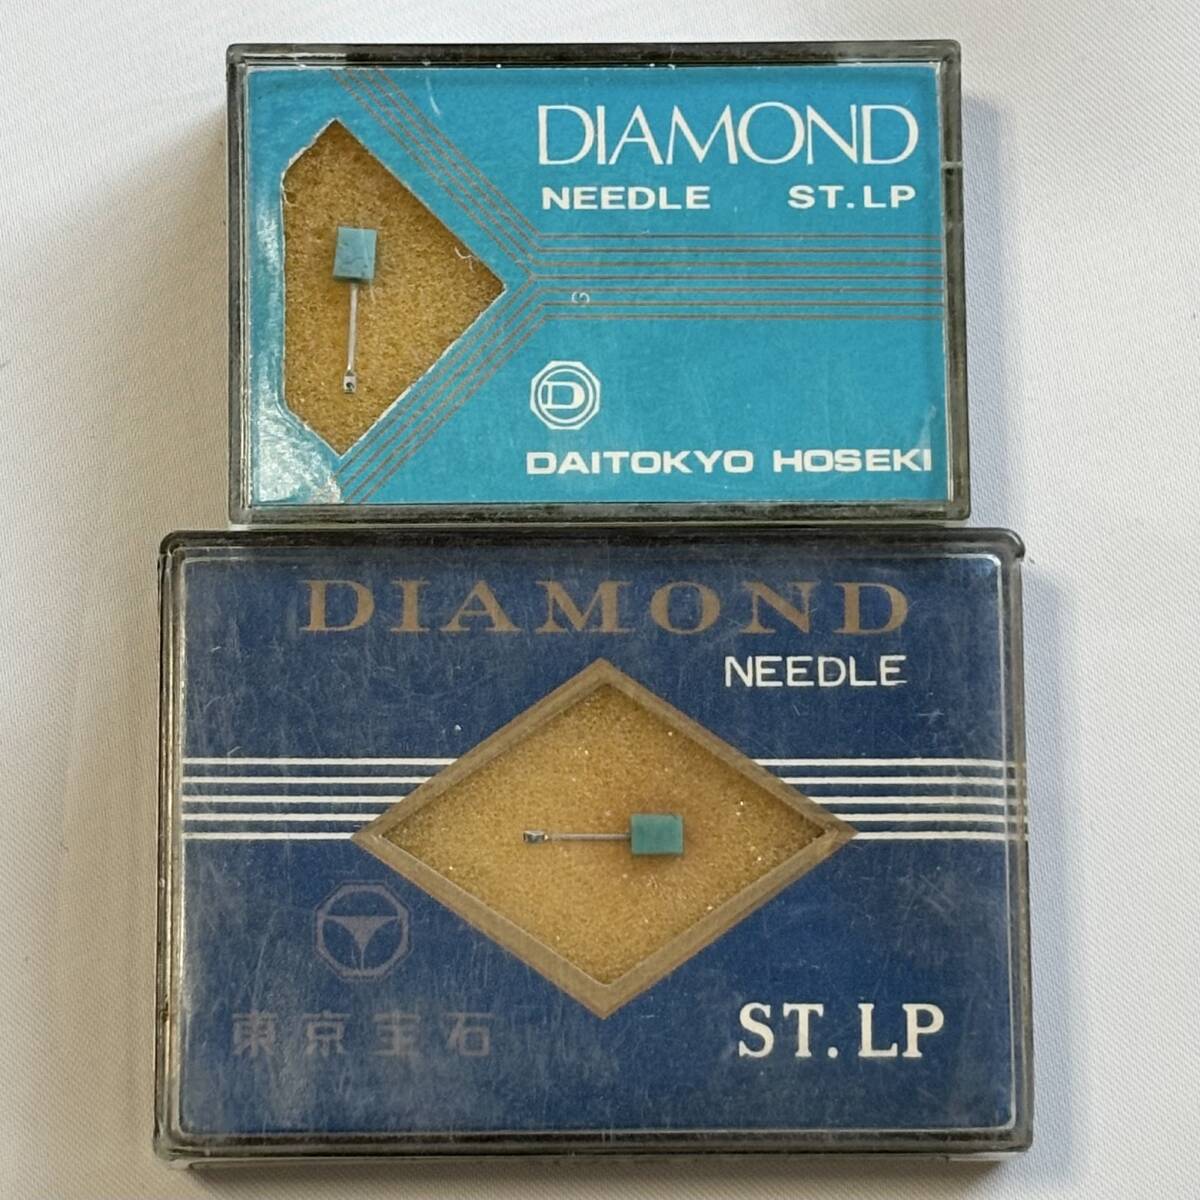 DIAMOND
NEEDLE ST.LP
G
D
DAITOKYO HOSEKI
DIAMOND
NEEDLE
東京宝石
ST.LP